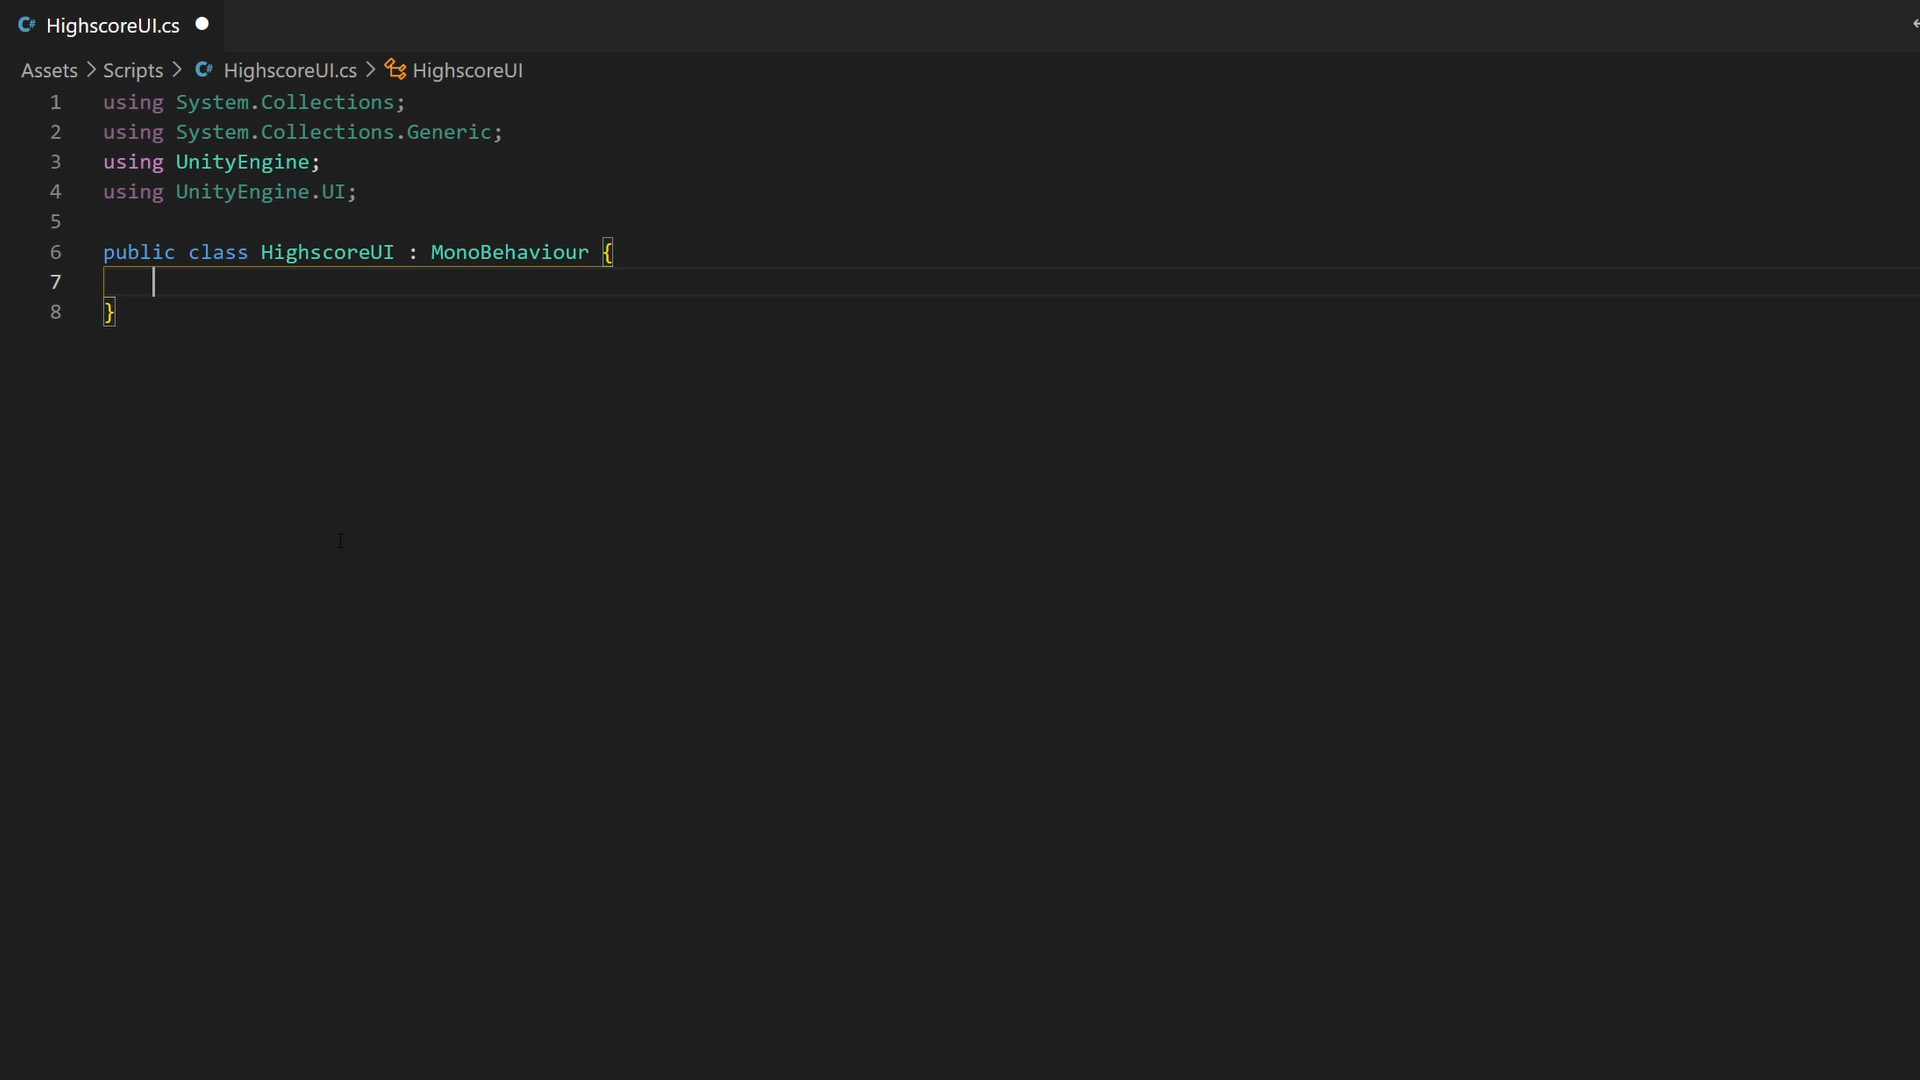 C# HighscoreUI.cs
Assets > Scripts > C# HighscoreUI.cs > HighscoreUI
1 using System.Collections;
2 using System.Collections.Generic;
3 using UnityEngine;
4 using UnityEngine.UI;
5
6 public class HighscoreUI : MonoBehaviour {
7
8 }